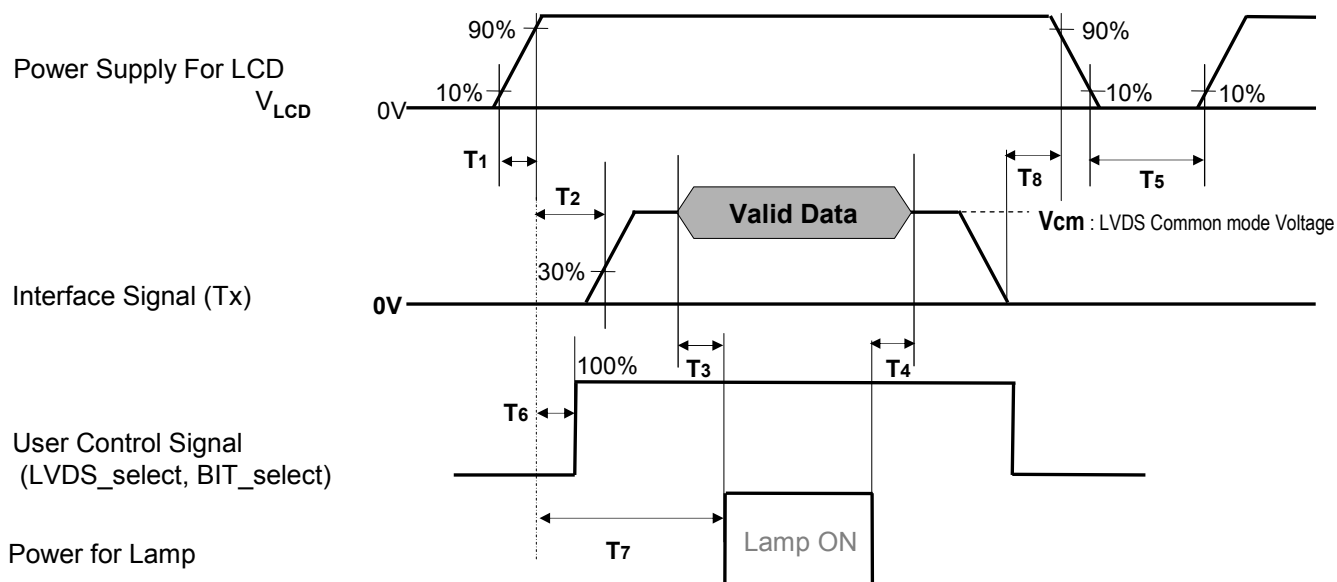 90%
90%
Power Supply For LCD
VLCD
10%
10%
10%
0V
T1
T2
T8
T5
Valid Data
Vcm : LVDS Common mode Voltage
30%
Interface Signal (Tx)
0V
100%
T3
T4
T6
User Control Signal
(LVDS_select, BIT_select)
T7
Lamp ON
Power for Lamp